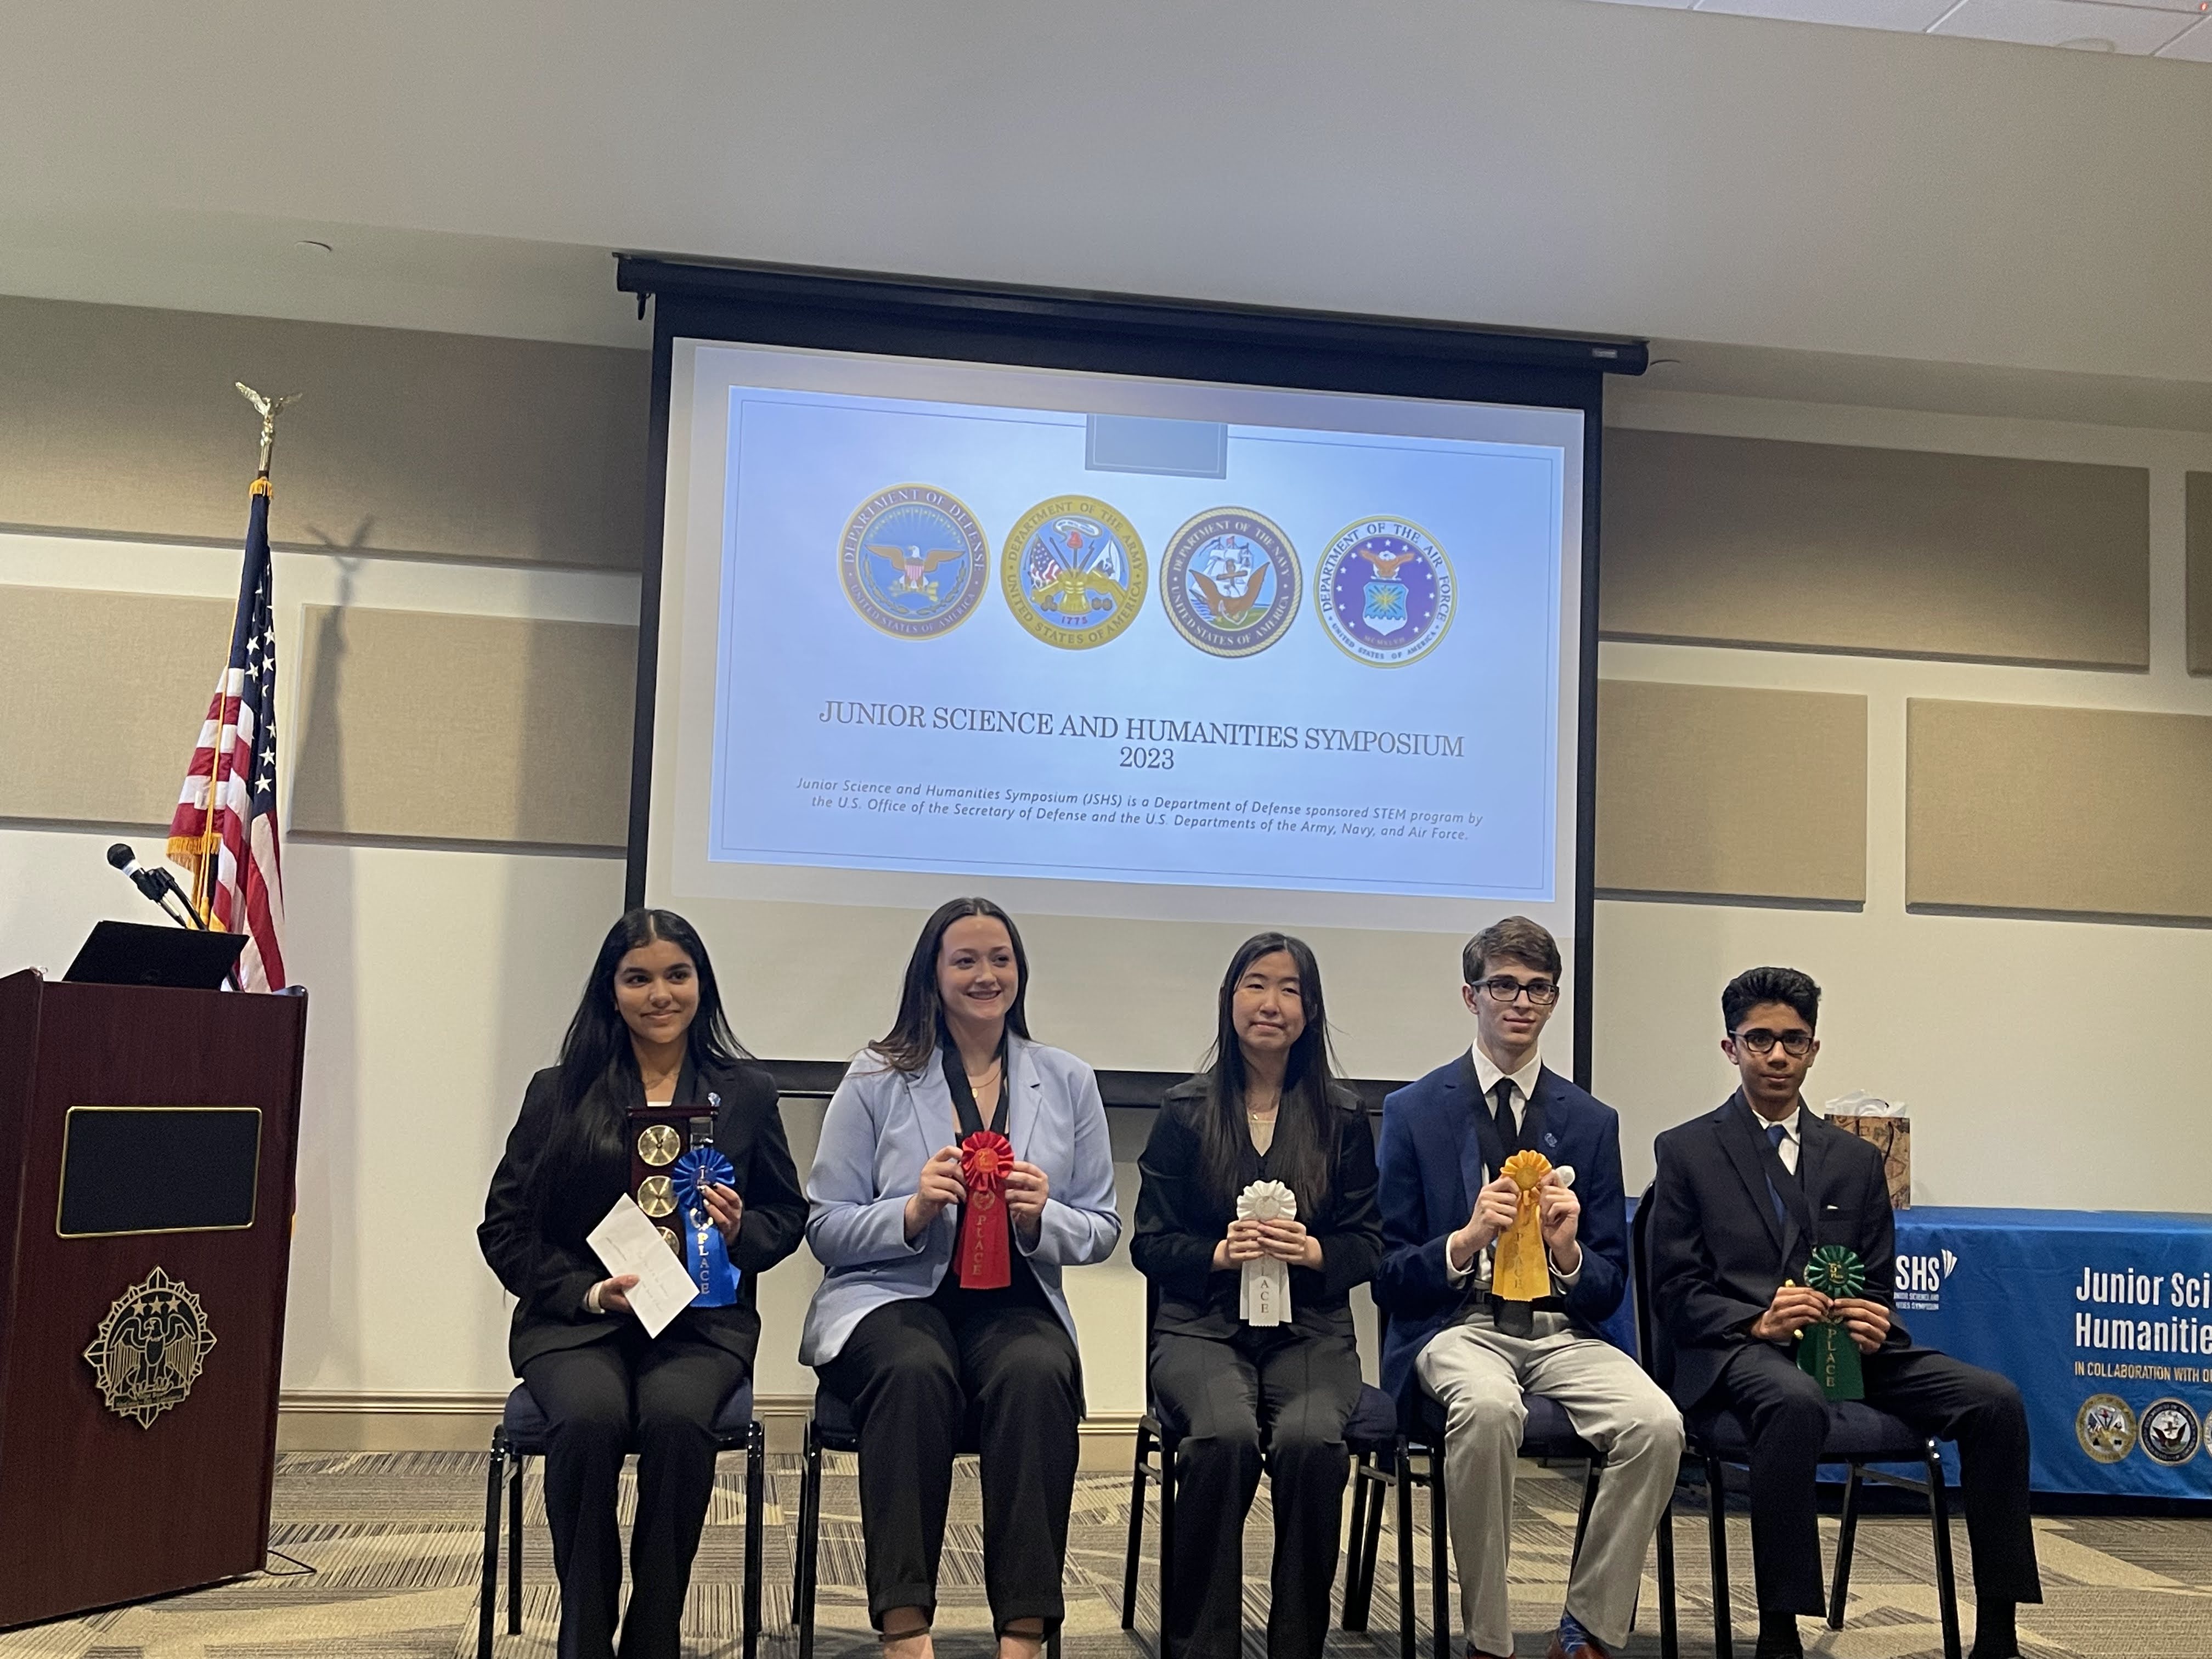 DEPARTMENT OF DEFENSE
UNITED STATES OF AMERICA
DEPARTMENT OF THE ARMY
UNITED STATES OF AMERICA
1775
DEPARTMENT OF THE NAVY
UNITED STATES OF AMERICA
DEPARTMENT OF THE AIR FORCE
MCMXLVII
UNITED STATES OF AMERICA
JUNIOR SCIENCE AND HUMANITIES SYMPOSIUM
2023
Junior Science and Humanities Symposium (JSHS) is a Department of Defense sponsored STEM program by
the U.S. Office of the Secretary of Defense and the U.S. Departments of the Army, Navy, and Air Force.
PLACE
PLACE
PLACE
PLACE
PLACE
SHS
Junior Sci
Humanitie
IN COLLABORATION WITH O